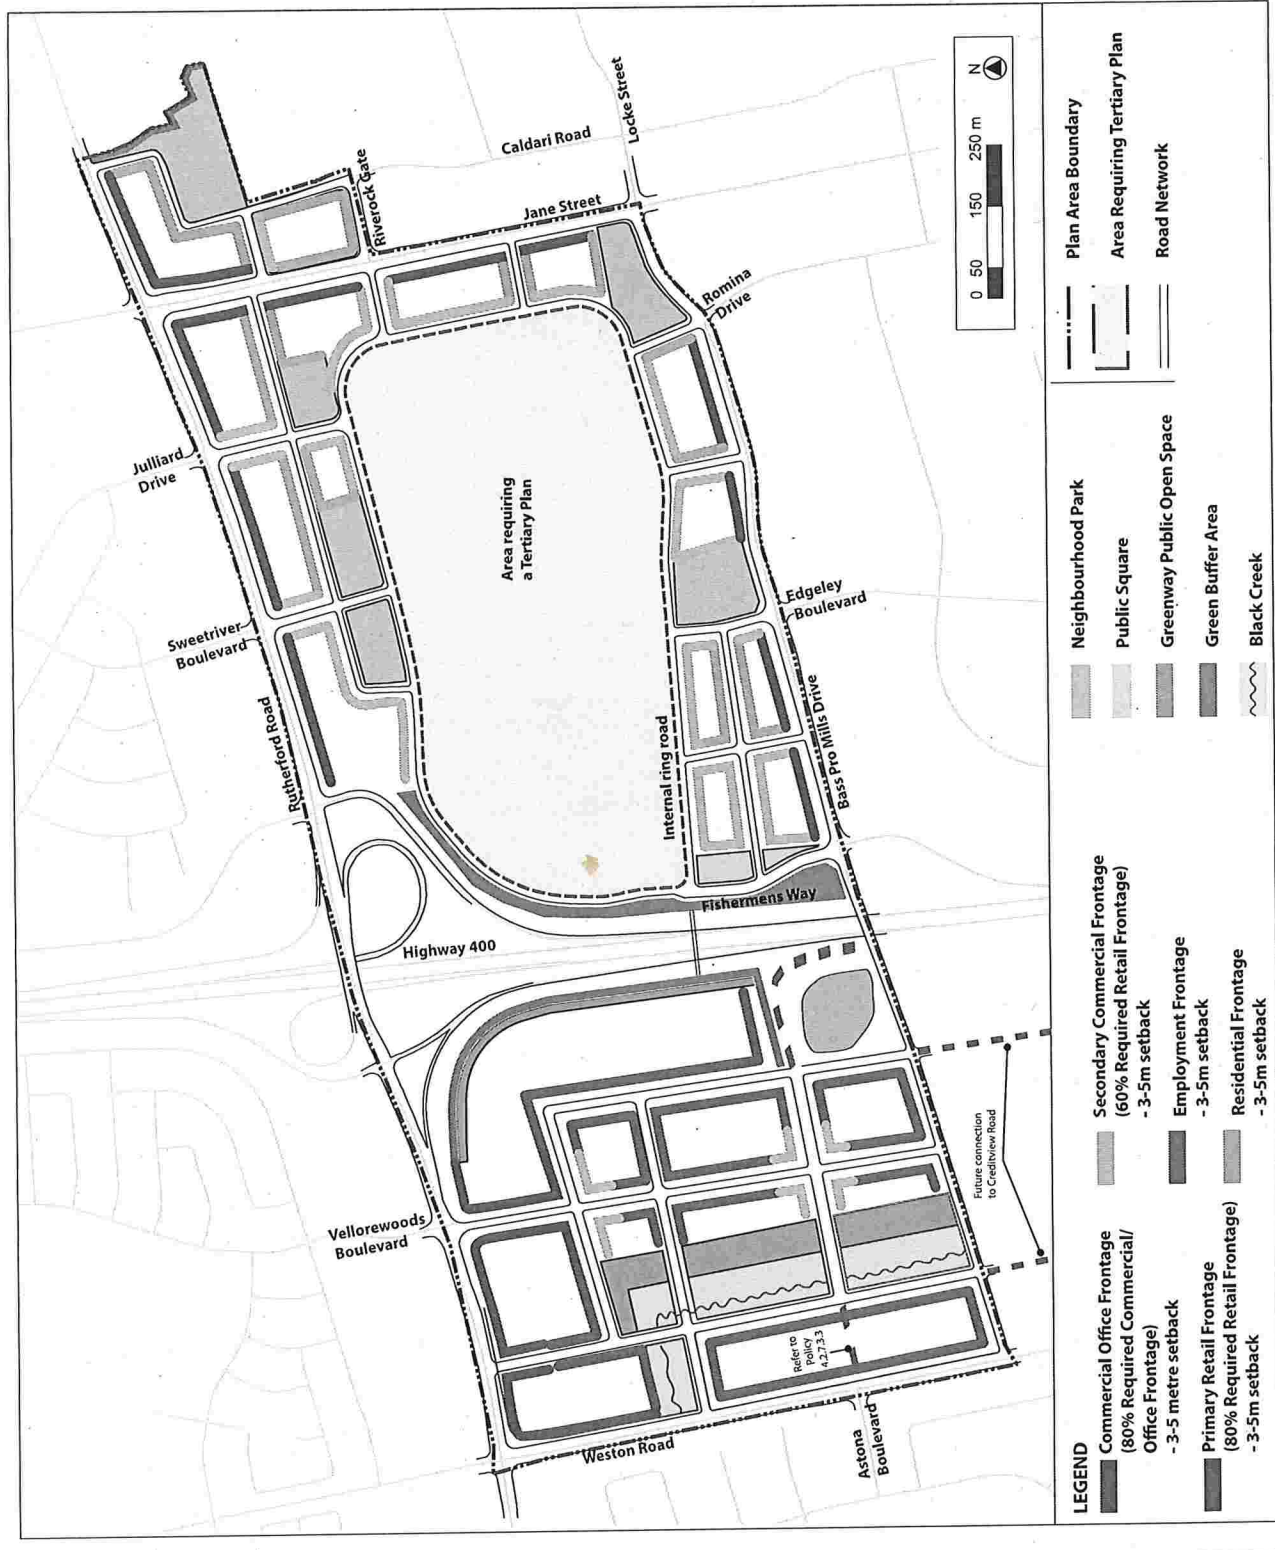 Rutherford Road
Weston Road
Astona
Boulevard
Vellorewoods
Boulevard
Highway 400
Fishermens Way
Internal ring road
Bass Pro Mills Drive
Sweetriver
Boulevard
Julliard
Drive
Edgeley
Boulevard
Romina
Drive
Jane Street
Riverock Gate
Caldari Road
Locke Street
Area requiring
a Tertiary Plan
Refer to
Policy
4.2.7.3.3
Future connection
to Creditview Road
0 50 150 250 m
N
LEGEND
Commercial Office Frontage
(80% Required Commercial/
Office Frontage)
- 3-5 metre setback
Primary Retail Frontage
(80% Required Retail Frontage)
- 3-5m setback
Secondary Commercial Frontage
(60% Required Retail Frontage)
- 3-5m setback
Employment Frontage
- 3-5m setback
Residential Frontage
- 3-5m setback
Neighbourhood Park
Public Square
Greenway Public Open Space
Green Buffer Area
Black Creek
Plan Area Boundary
Area Requiring Tertiary Plan
Road Network